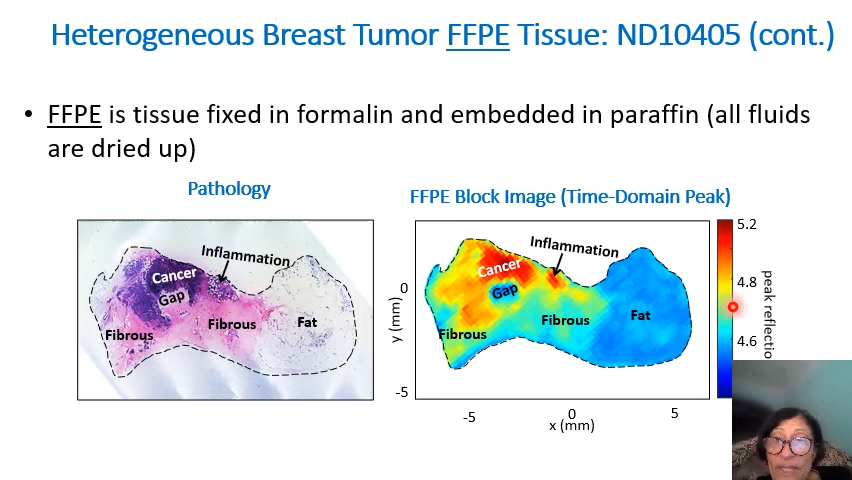 Heterogeneous Breast Tumor FFPE Tissue: ND10405 (cont.)
• FFPE is tissue fixed in formalin and embedded in paraffin (all fluids
are dried up)
Pathology
Inflammation
Cancer
Gap
Fibrous
Fibrous
Fat
FFPE Block Image (Time-Domain Peak)
Inflammation
Cancer
Gap
Fibrous
Fibrous
Fat
0
-5
y (mm)
-5
0
5
x (mm)
5.2
4.8
4.6
peak